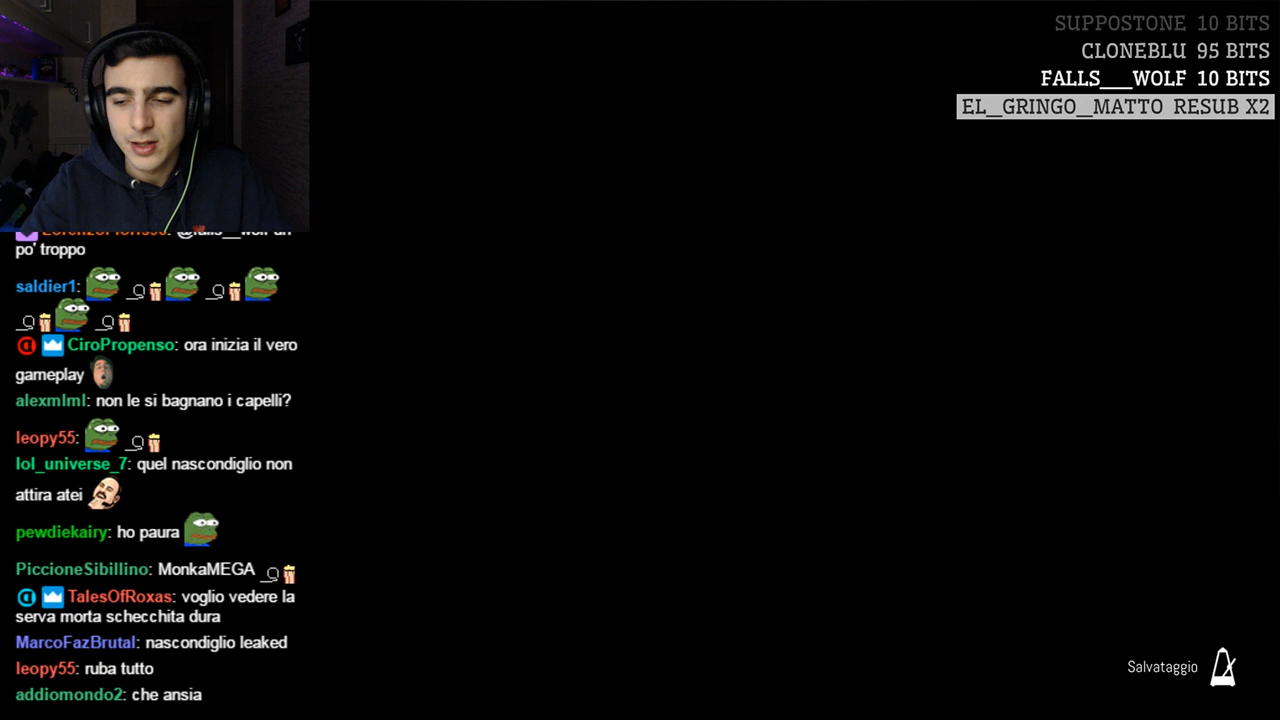 SUPPOSTONE 10 BITS
CLONEBLU 95 BITS
FALLS__WOLF 10 BITS
EL_GRINGO_MATTO RESUB X2
po' troppo
saldier1:
CiroPropenso: ora inizia il vero
gameplay
alexmlml: non le si bagnano i capelli?
leopy55:
lol_universe_7: quel nascondiglio non
attira atei
pewdiekairy: ho paura
PiccioneSibillino: MonkaMEGA
TalesOfRoxas: voglio vedere la
serva morta schecchita dura
MarcoFazBrutal: nascondiglio leaked
leopy55: ruba tutto
addiomondo2: che ansia
Salvataggio